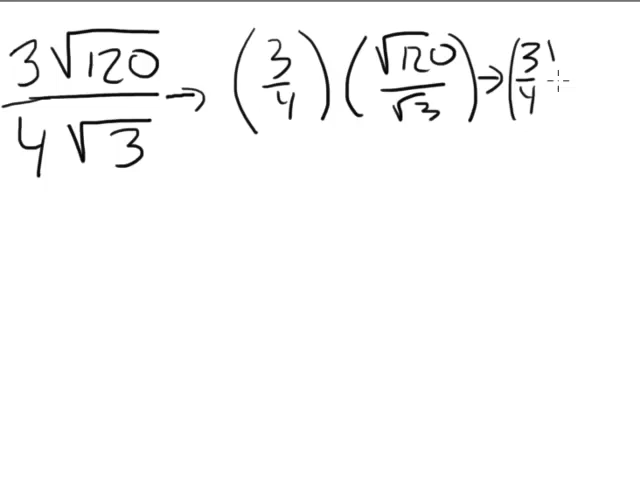 3√120 / 4√3 → (3/4) (√120/√3) → (3/4